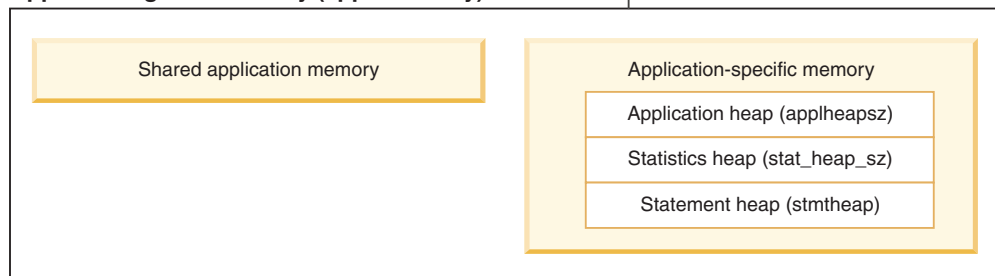 Shared application memory
Application-specific memory
Application heap (applheapsz)
Statistics heap (stat_heap_sz)
Statement heap (stmtheap)